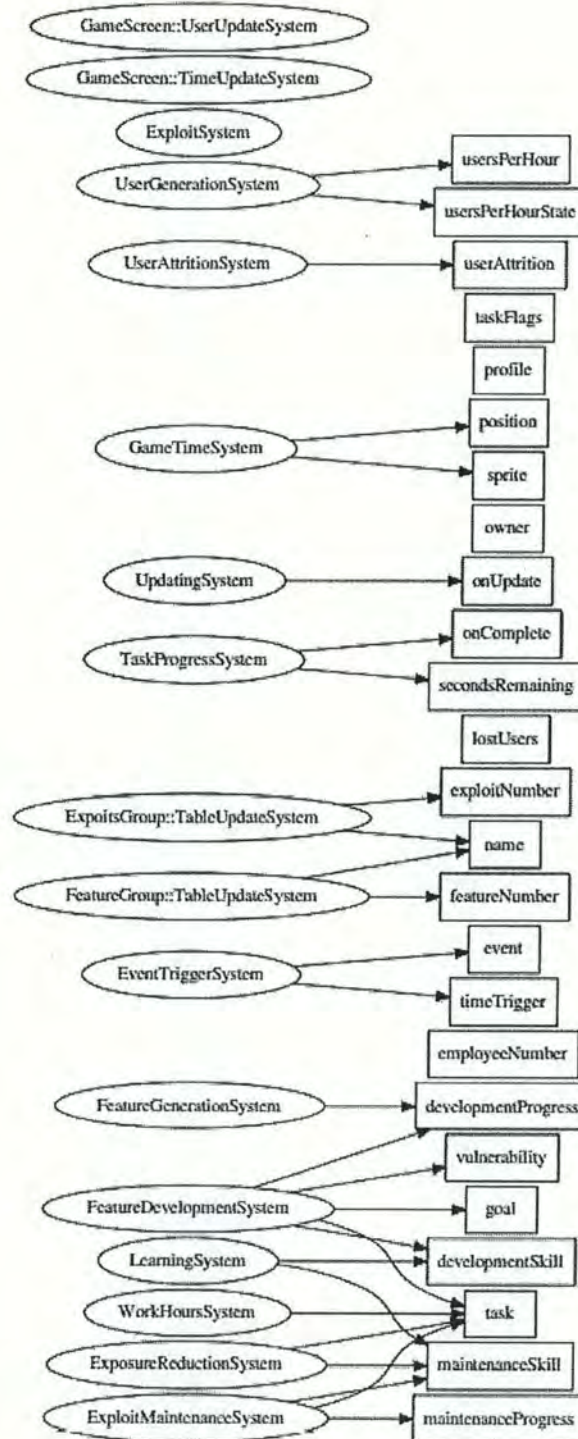 GameScreen::UserUpdateSystem
GameScreen::TimeUpdateSystem
ExploitSystem
usersPerHour
UserGenerationSystem
usersPerHourState
UserAttritionSystem
userAttrition
taskFlags
profile
position
GameTimeSystem
sprite
owner
UpdatingSystem
onUpdate
onComplete
TaskProgressSystem
secondsRemaining
lostUsers
exploitNumber
ExpoitsGroup::TableUpdateSystem
name
FeatureGroup::TableUpdateSystem
featureNumber
event
EventTriggerSystem
timeTrigger
employeeNumber
FeatureGenerationSystem
developmentProgress
vulnerability
FeatureDevelopmentSystem
goal
LearningSystem
developmentSkill
WorkHoursSystem
task
ExposureReductionSystem
maintenanceSkill
ExploitMaintenanceSystem
maintenanceProgress